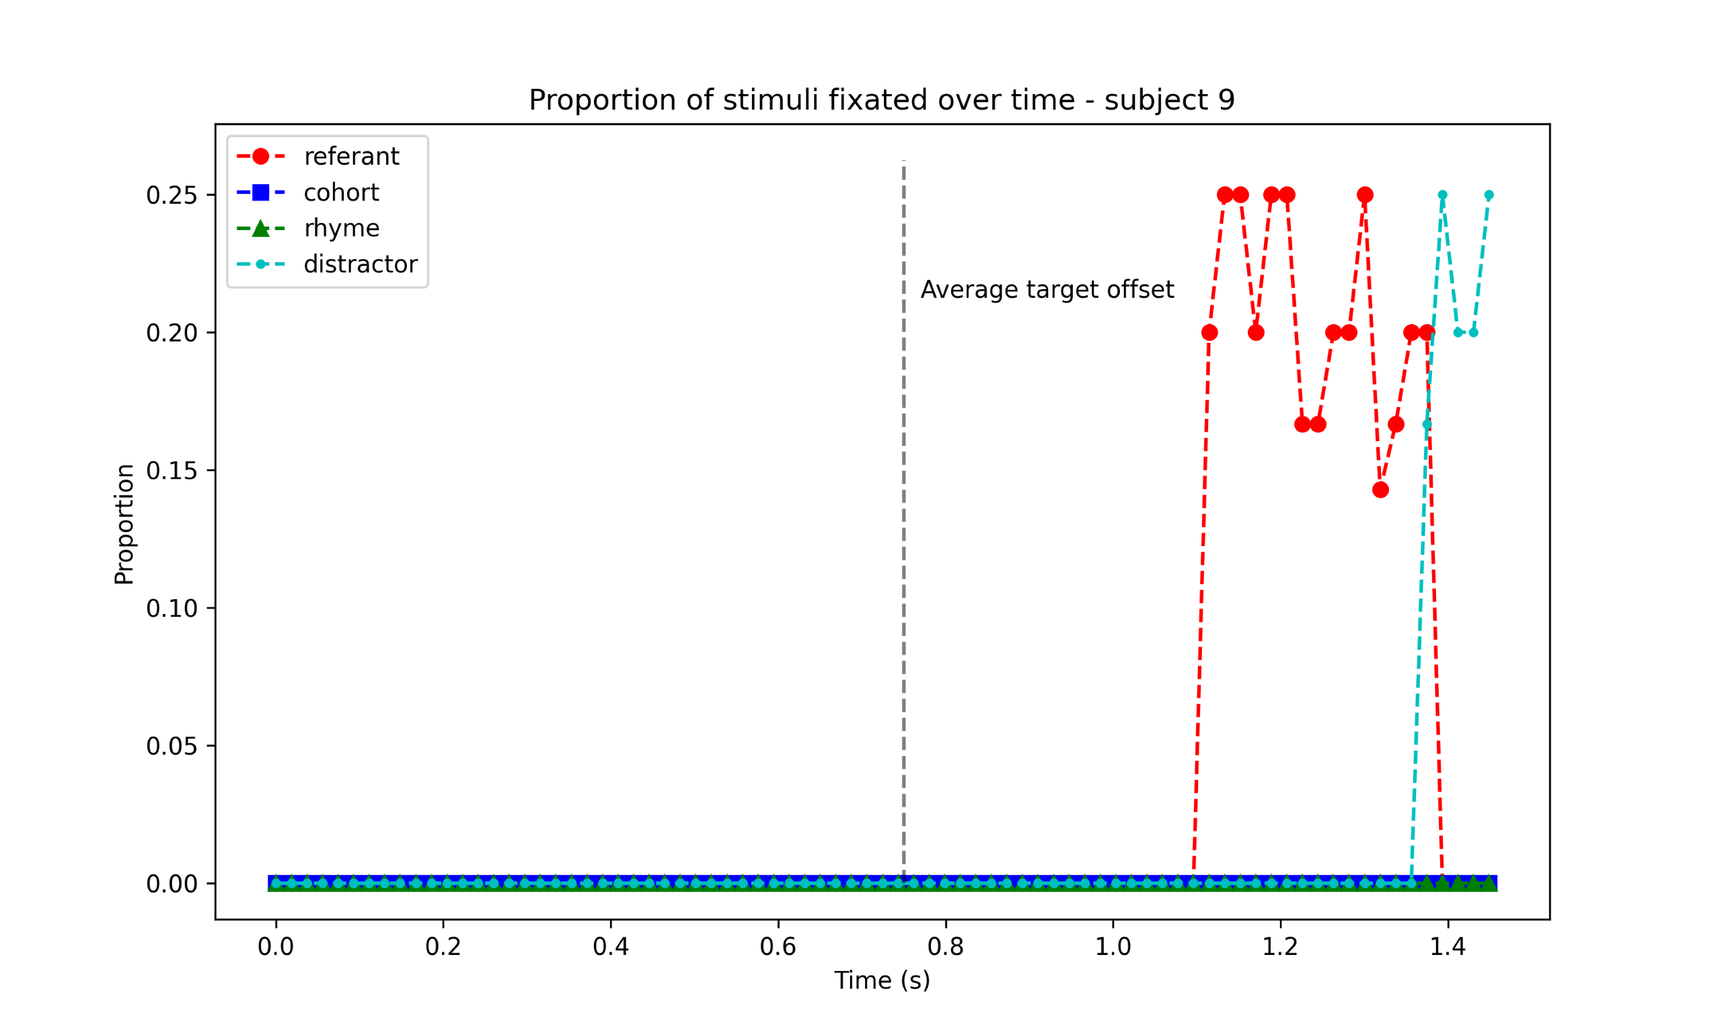 Proportion of stimuli fixated over time - subject 9
referant
cohort
rhyme
distractor
Average target offset
0.25
0.20
0.15
0.10
0.05
0.00
Proportion
0.0 0.2 0.4 0.6 0.8 1.0 1.2 1.4
Time (s)